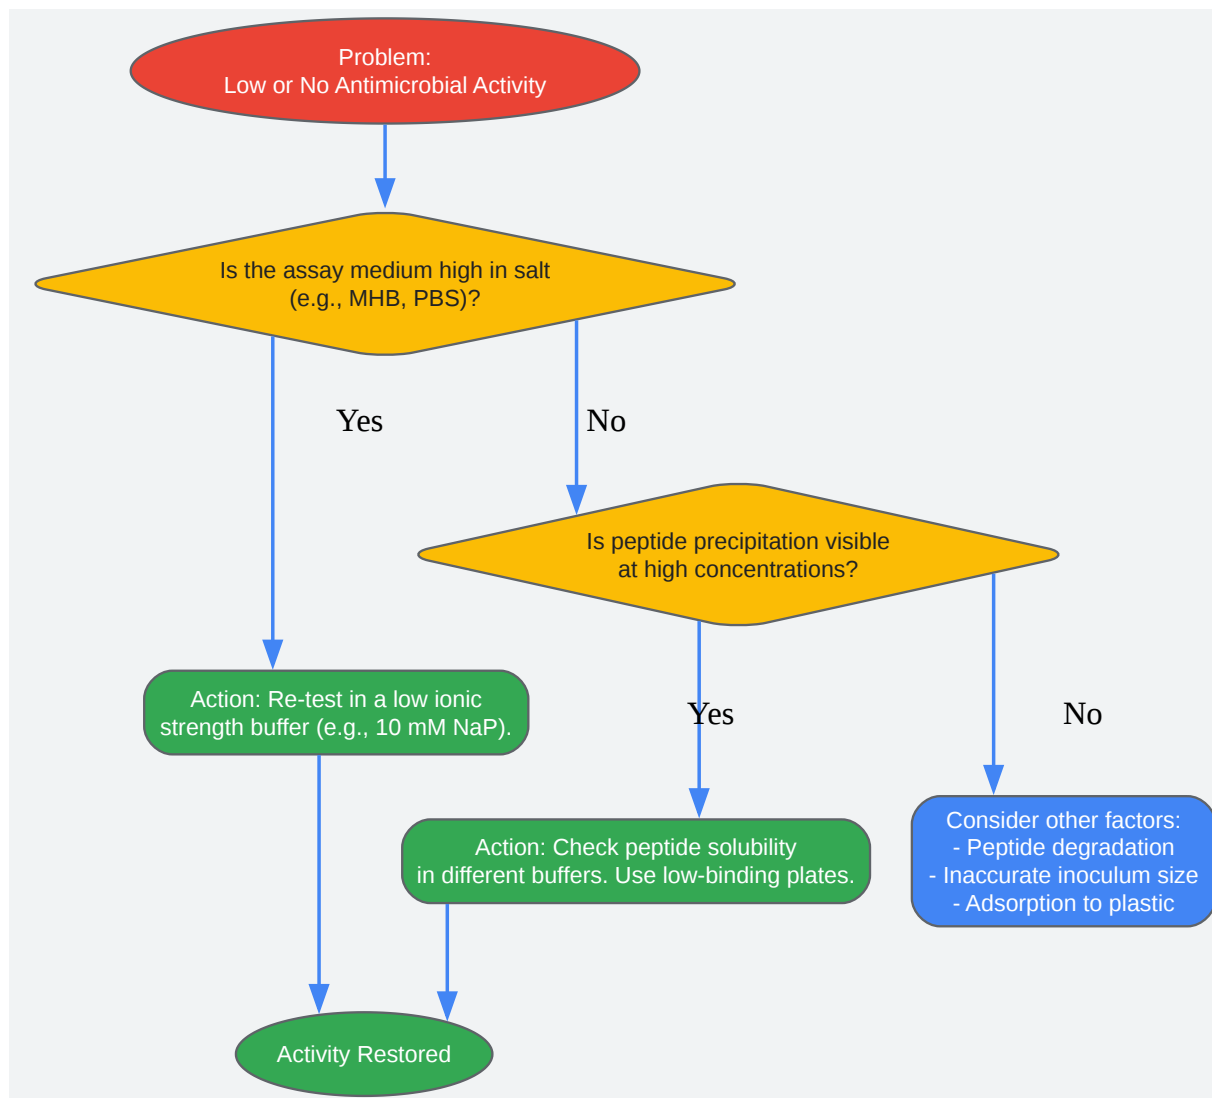 Problem:
Low or No Antimicrobial Activity
Is the assay medium high in salt
(e.g., MHB, PBS)?
Yes
No
Is peptide precipitation visible
at high concentrations?
Action: Re-test in a low ionic
strength buffer (e.g., 10 mM NaP).
Yes
No
Action: Check peptide solubility
in different buffers. Use low-binding plates.
Consider other factors:
- Peptide degradation
- Inaccurate inoculum size
- Adsorption to plastic
Activity Restored